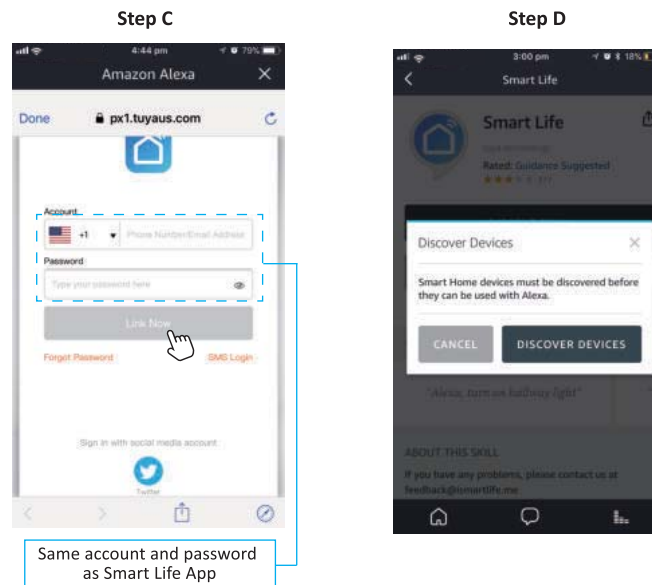 Step C
4:44 pm
79%
Amazon Alexa
Done
px1.tuyaus.com
Account
+1
Phone Number/Email Address
Password
Type your password here
Link Now
Forgot Password
SMS Login
Sign in with social media account
Twitter
Same account and password
as Smart Life App
Step D
3:00 pm
18%
Smart Life
Smart Life
Rated: Guidance Suggested
Discover Devices
Smart Home devices must be discovered before
they can be used with Alexa.
CANCEL
DISCOVER DEVICES
"Alexa, turn on hallway light"
ABOUT THIS SKILL
If you have any problems, please contact us at
feedback@ismartlife.me